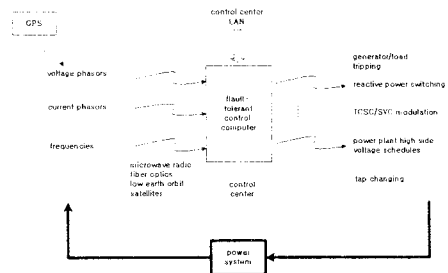 GPS
control center
LAN
voltage phasors
current phasors
frequencies
fault-
tolerant
control
computer
generator/load
tripping
reactive power switching
TCSC/SVC modulation
power plant high side
voltage schedules
tap changing
microwave radio
fiber optics
low earth orbit
satellites
control
center
power
system